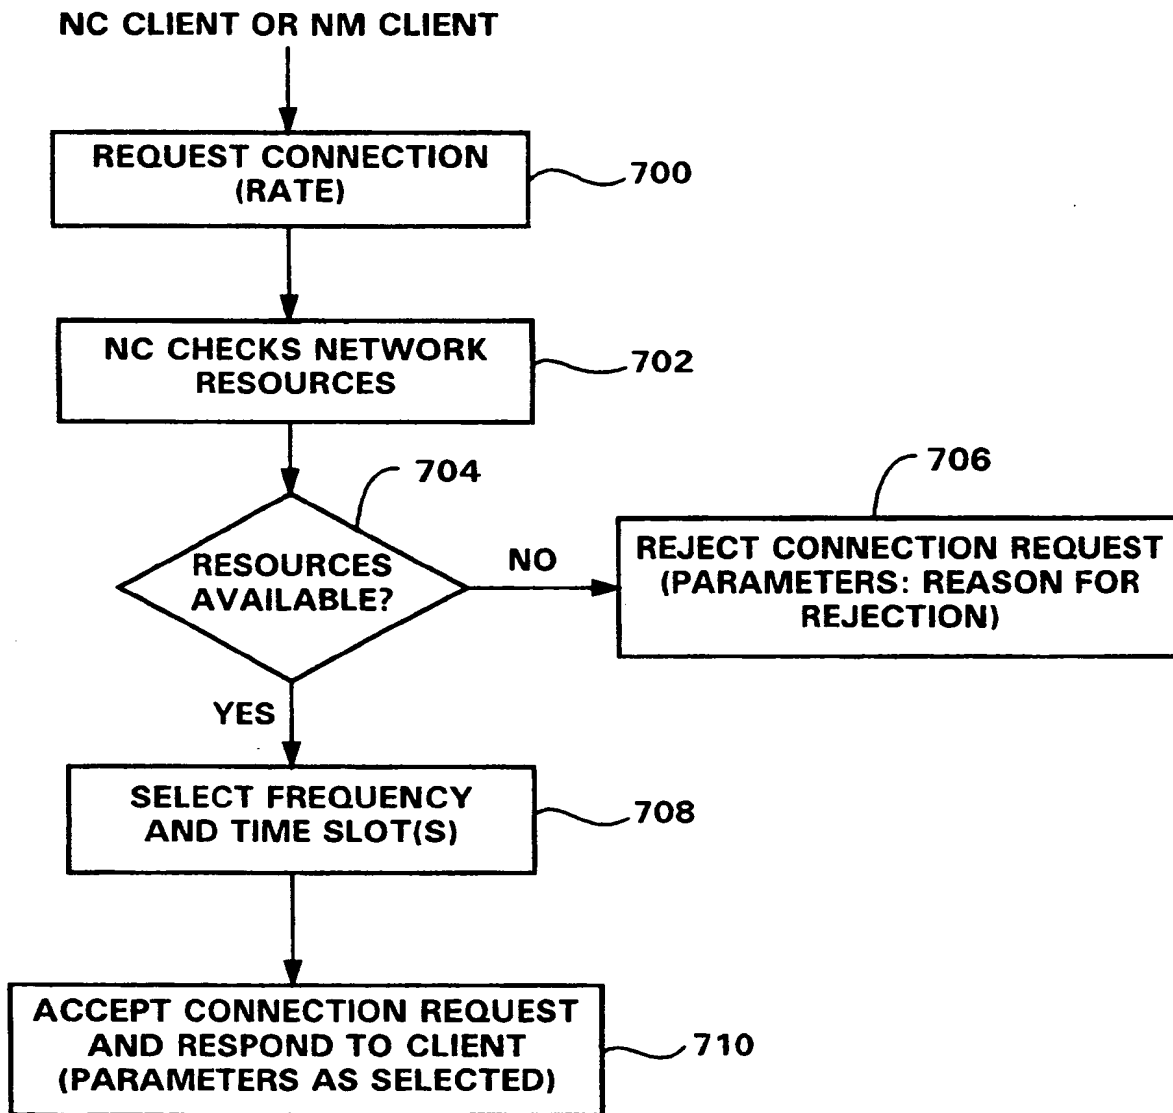 NC CLIENT OR NM CLIENT
REQUEST CONNECTION
(RATE)
700
NC CHECKS NETWORK
RESOURCES
702
704
RESOURCES
AVAILABLE?
NO
706
REJECT CONNECTION REQUEST
(PARAMETERS: REASON FOR
REJECTION)
YES
SELECT FREQUENCY
AND TIME SLOT(S)
708
ACCEPT CONNECTION REQUEST
AND RESPOND TO CLIENT
(PARAMETERS AS SELECTED)
710